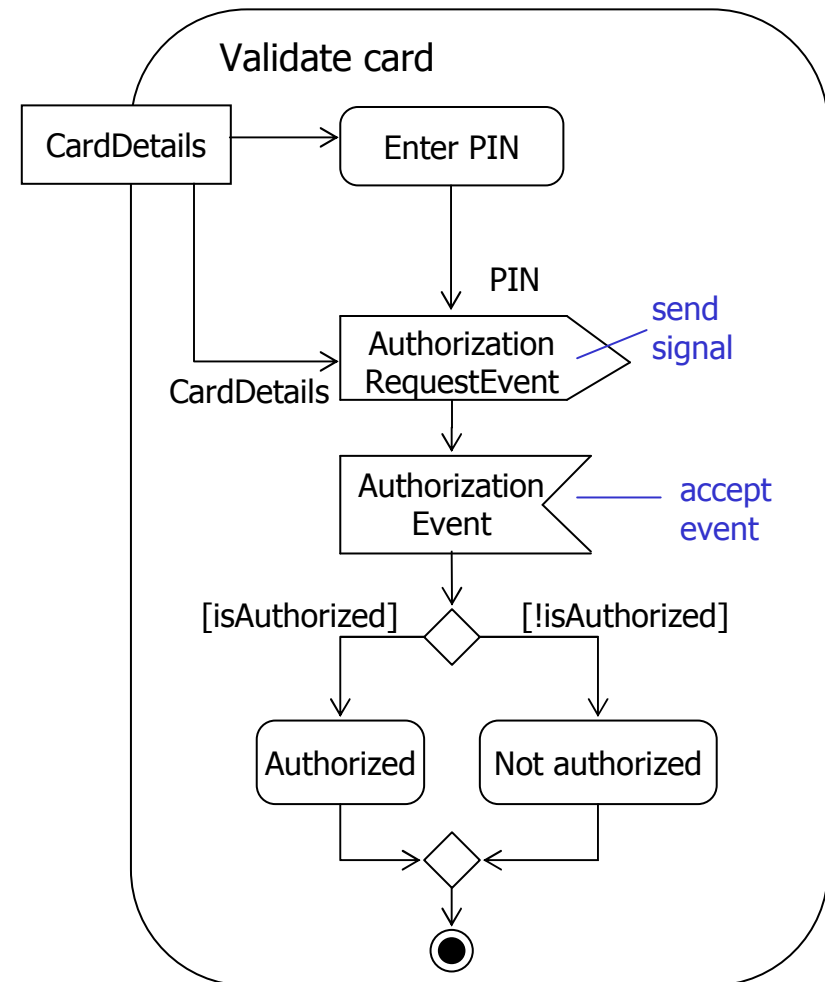 Validate card
CardDetails
Enter PIN
PIN
send
signal
Authorization
RequestEvent
CardDetails
Authorization
Event
accept
event
[isAuthorized]
[!isAuthorized]
Authorized
Not authorized